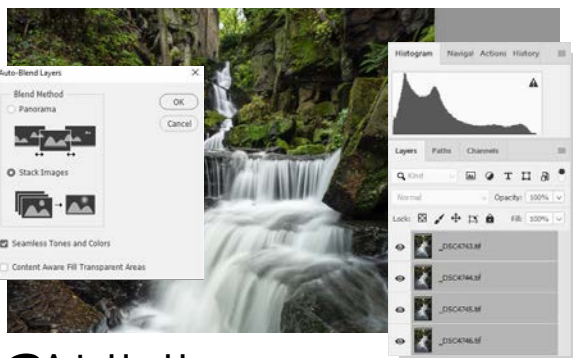 Auto-Blend Layers
Blend Method
Panorama
Stack Images
Seamless Tones and Colors
Content Aware Fill Transparent Areas
OK
Cancel
Histogram Navigat Actions History
Layers Paths Channels
Kind
Normal Opacity: 100%
Lock: Fill: 100%
_DSC4743.tif
_DSC4744.tif
_DSC4745.tif
_DSC4746.tif